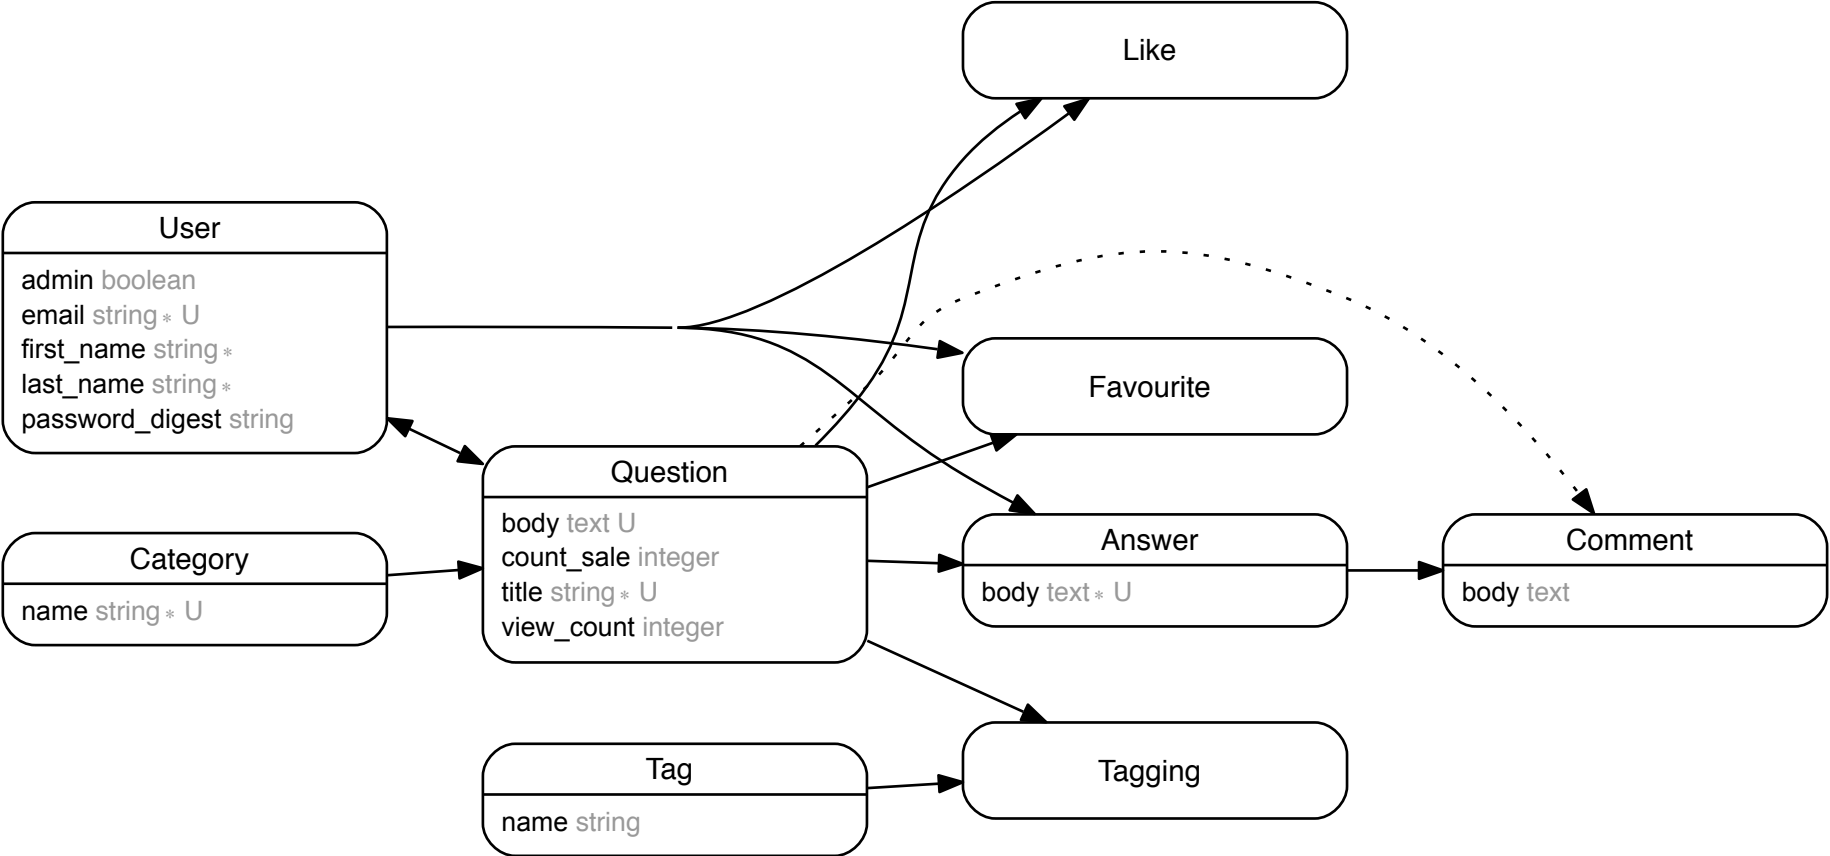 Like
User
admin boolean
email string* U
first_name string*
last_name string*
password_digest string
Favourite
Question
body text U
count_sale integer
title string* U
view_count integer
Category
name string* U
Answer
body text* U
Comment
body text
Tag
name string
Tagging